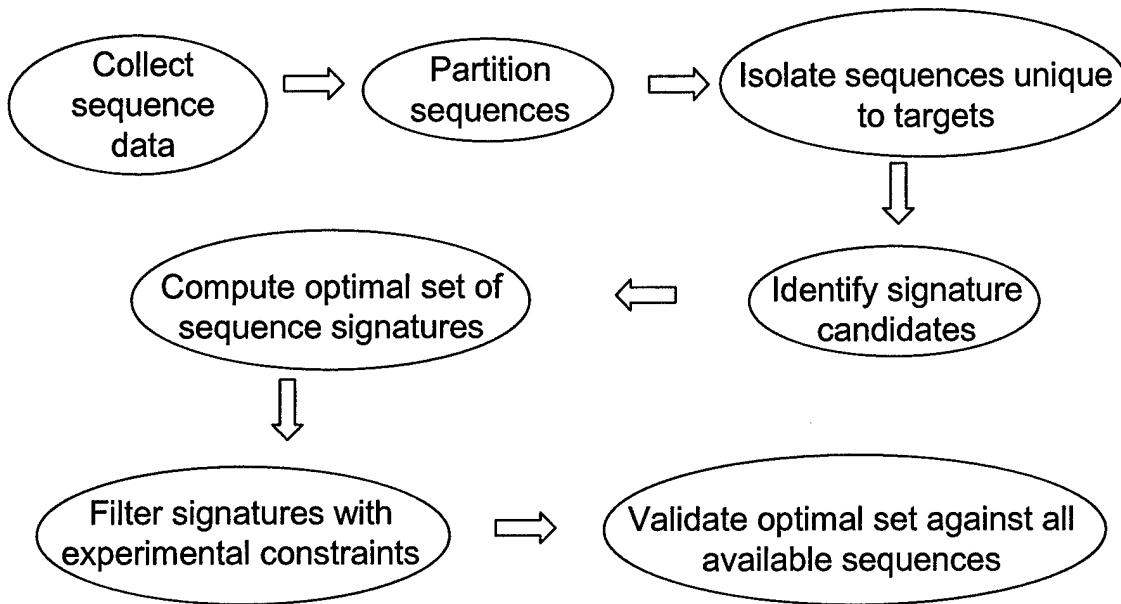 Collect
sequence
data
Partition
sequences
Isolate sequences unique
to targets
Identify signature
candidates
Compute optimal set of
sequence signatures
Filter signatures with
experimental constraints
Validate optimal set against all
available sequences